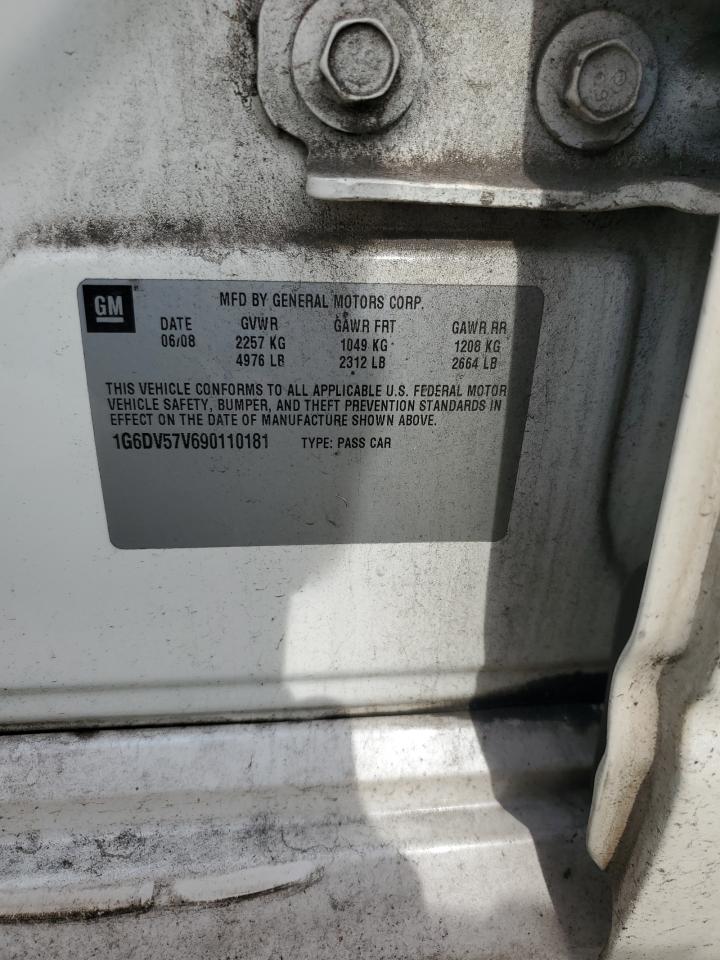 GM
MFD BY GENERAL MOTORS CORP.
DATE GVWR GAWR FRT GAWR RR
06/08 2257 KG 1049 KG 1208 KG
4976 LB 2312 LB 2664 LB
THIS VEHICLE CONFORMS TO ALL APPLICABLE U.S. FEDERAL MOTOR
VEHICLE SAFETY, BUMPER, AND THEFT PREVENTION STANDARDS IN
EFFECT ON THE DATE OF MANUFACTURE SHOWN ABOVE.
1G6DV57V690110181 TYPE: PASS CAR